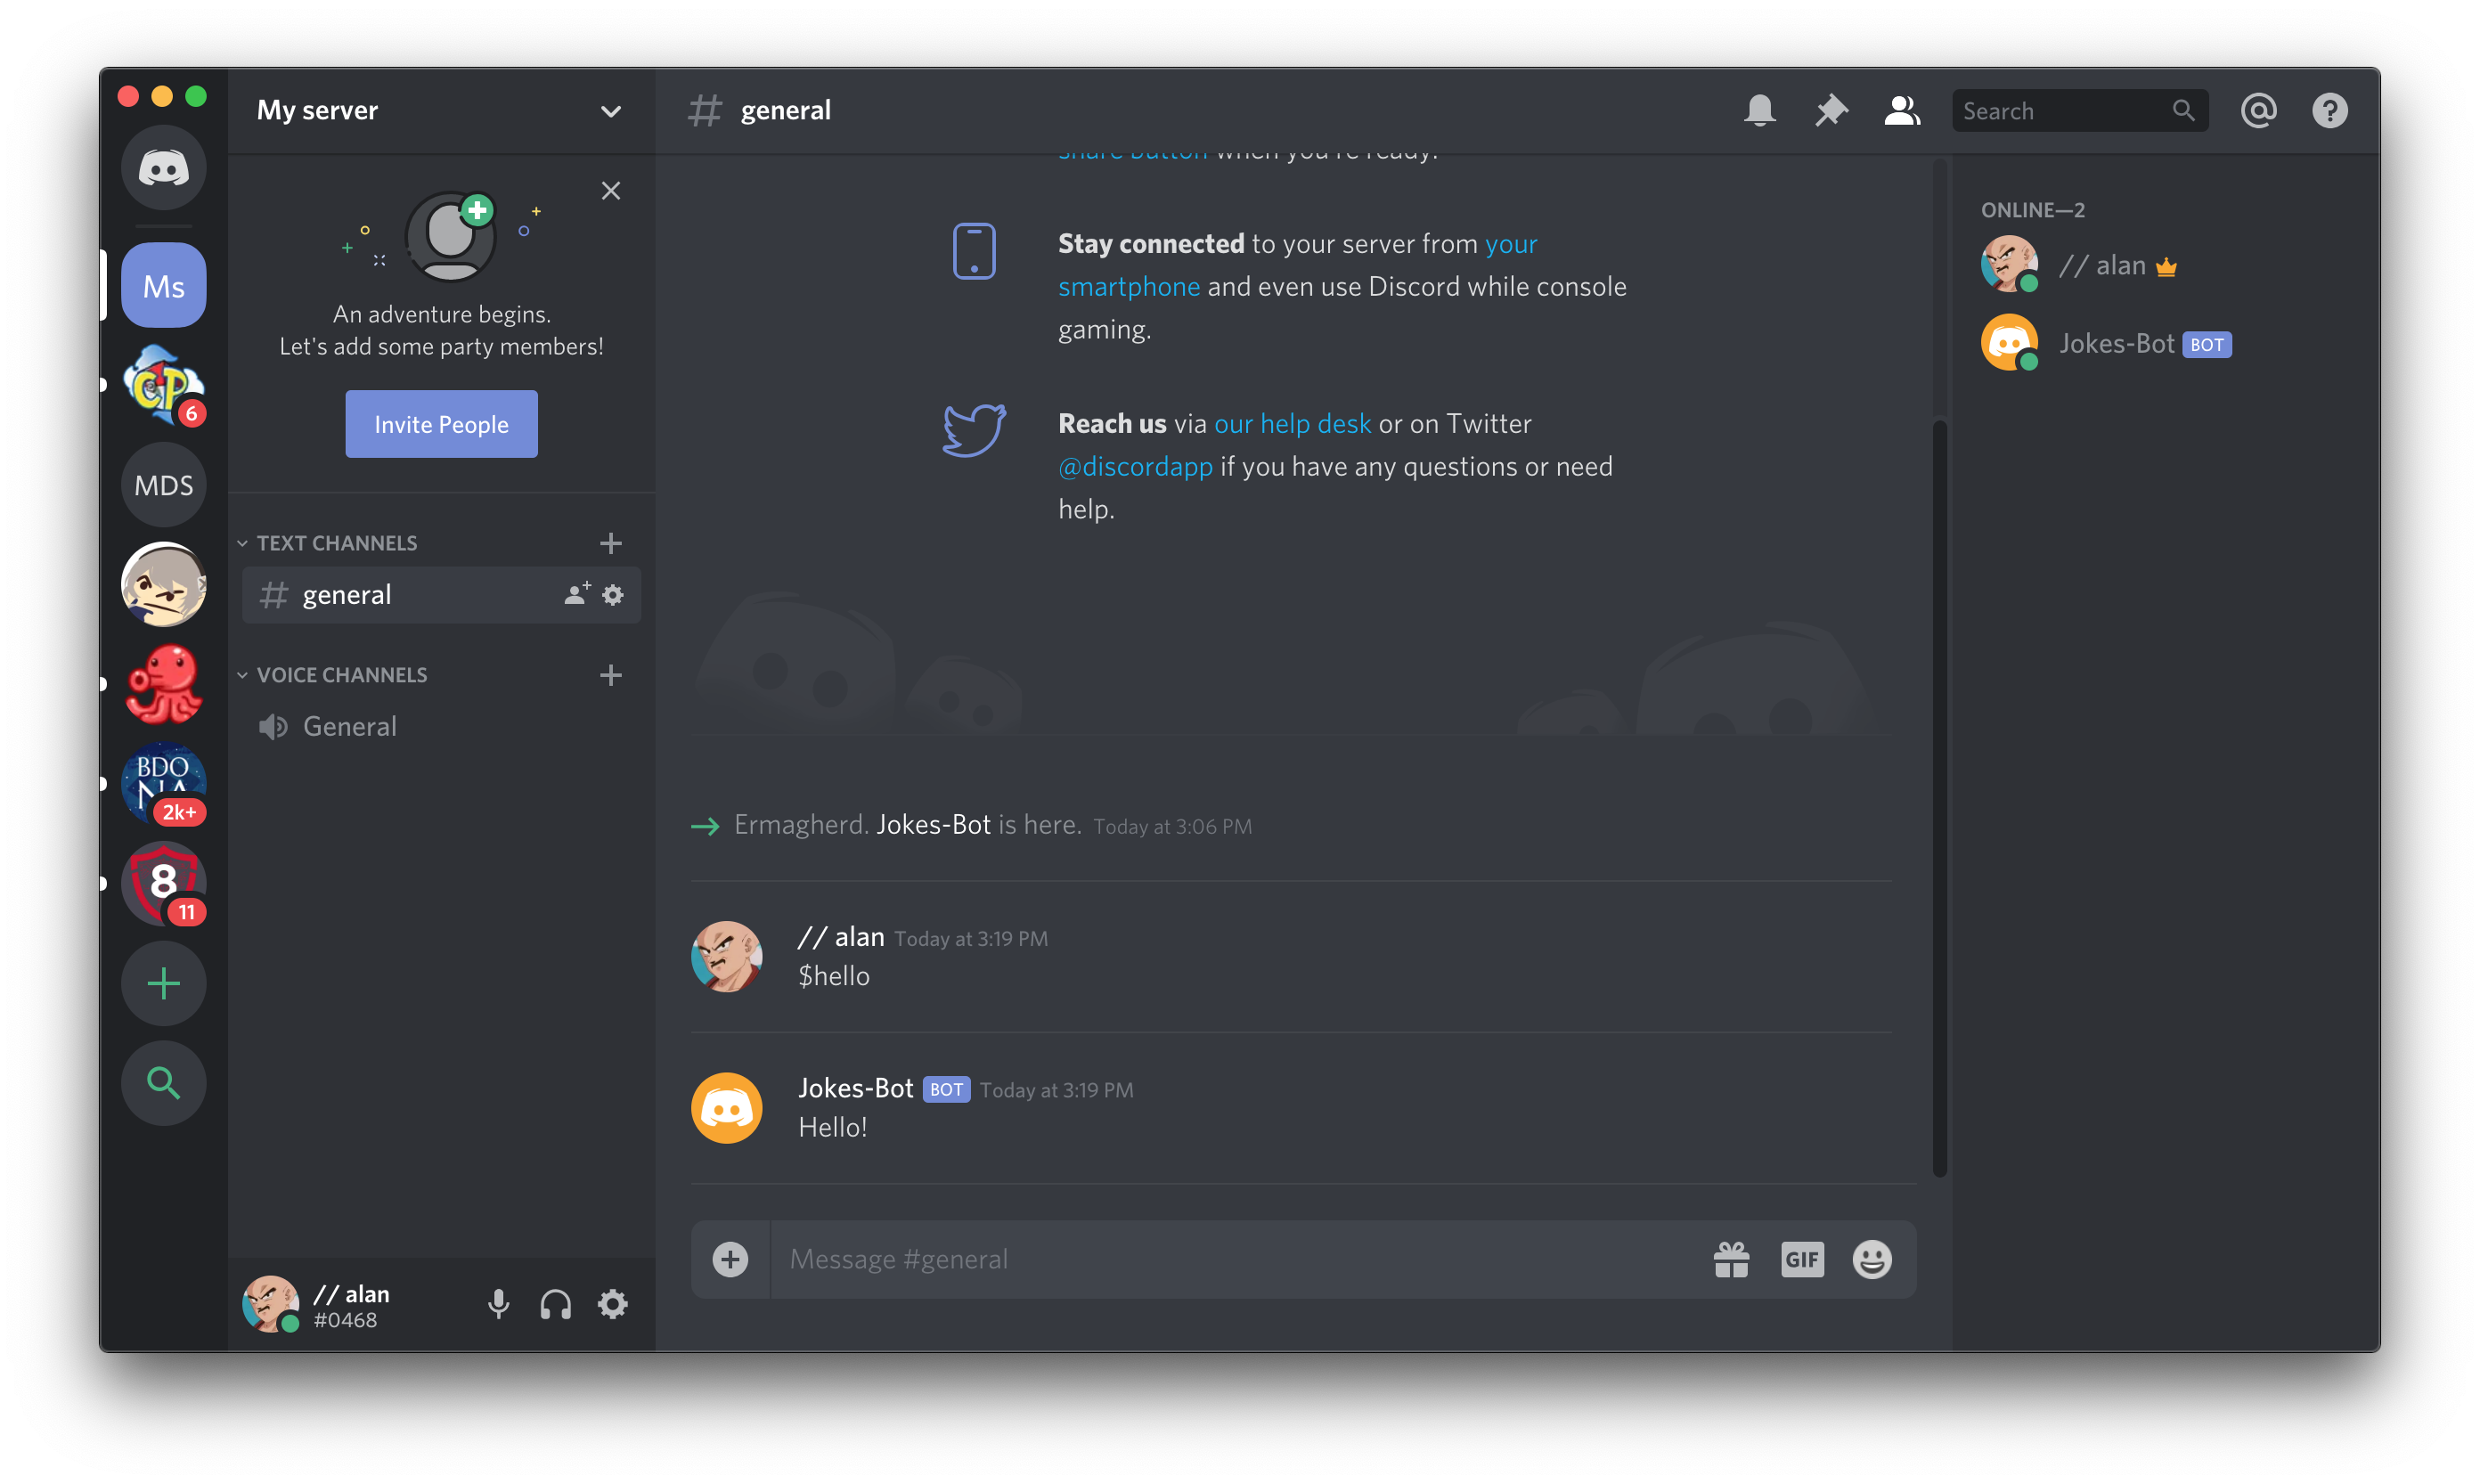 My server
Ms
6
MDS
BDO
NA
2k+
8
11
An adventure begins.
Let's add some party members!
Invite People
TEXT CHANNELS
general
VOICE CHANNELS
General
// alan
#0468
# general
Search
share button when you're ready.
Stay connected to your server from your
smartphone and even use Discord while console
gaming.
Reach us via our help desk or on Twitter
@discordapp if you have any questions or need
help.
Ermagherd. Jokes-Bot is here. Today at 3:06 PM
// alan Today at 3:19 PM
$hello
Jokes-Bot BOT Today at 3:19 PM
Hello!
Message #general
GIF
ONLINE—2
// alan
Jokes-Bot BOT